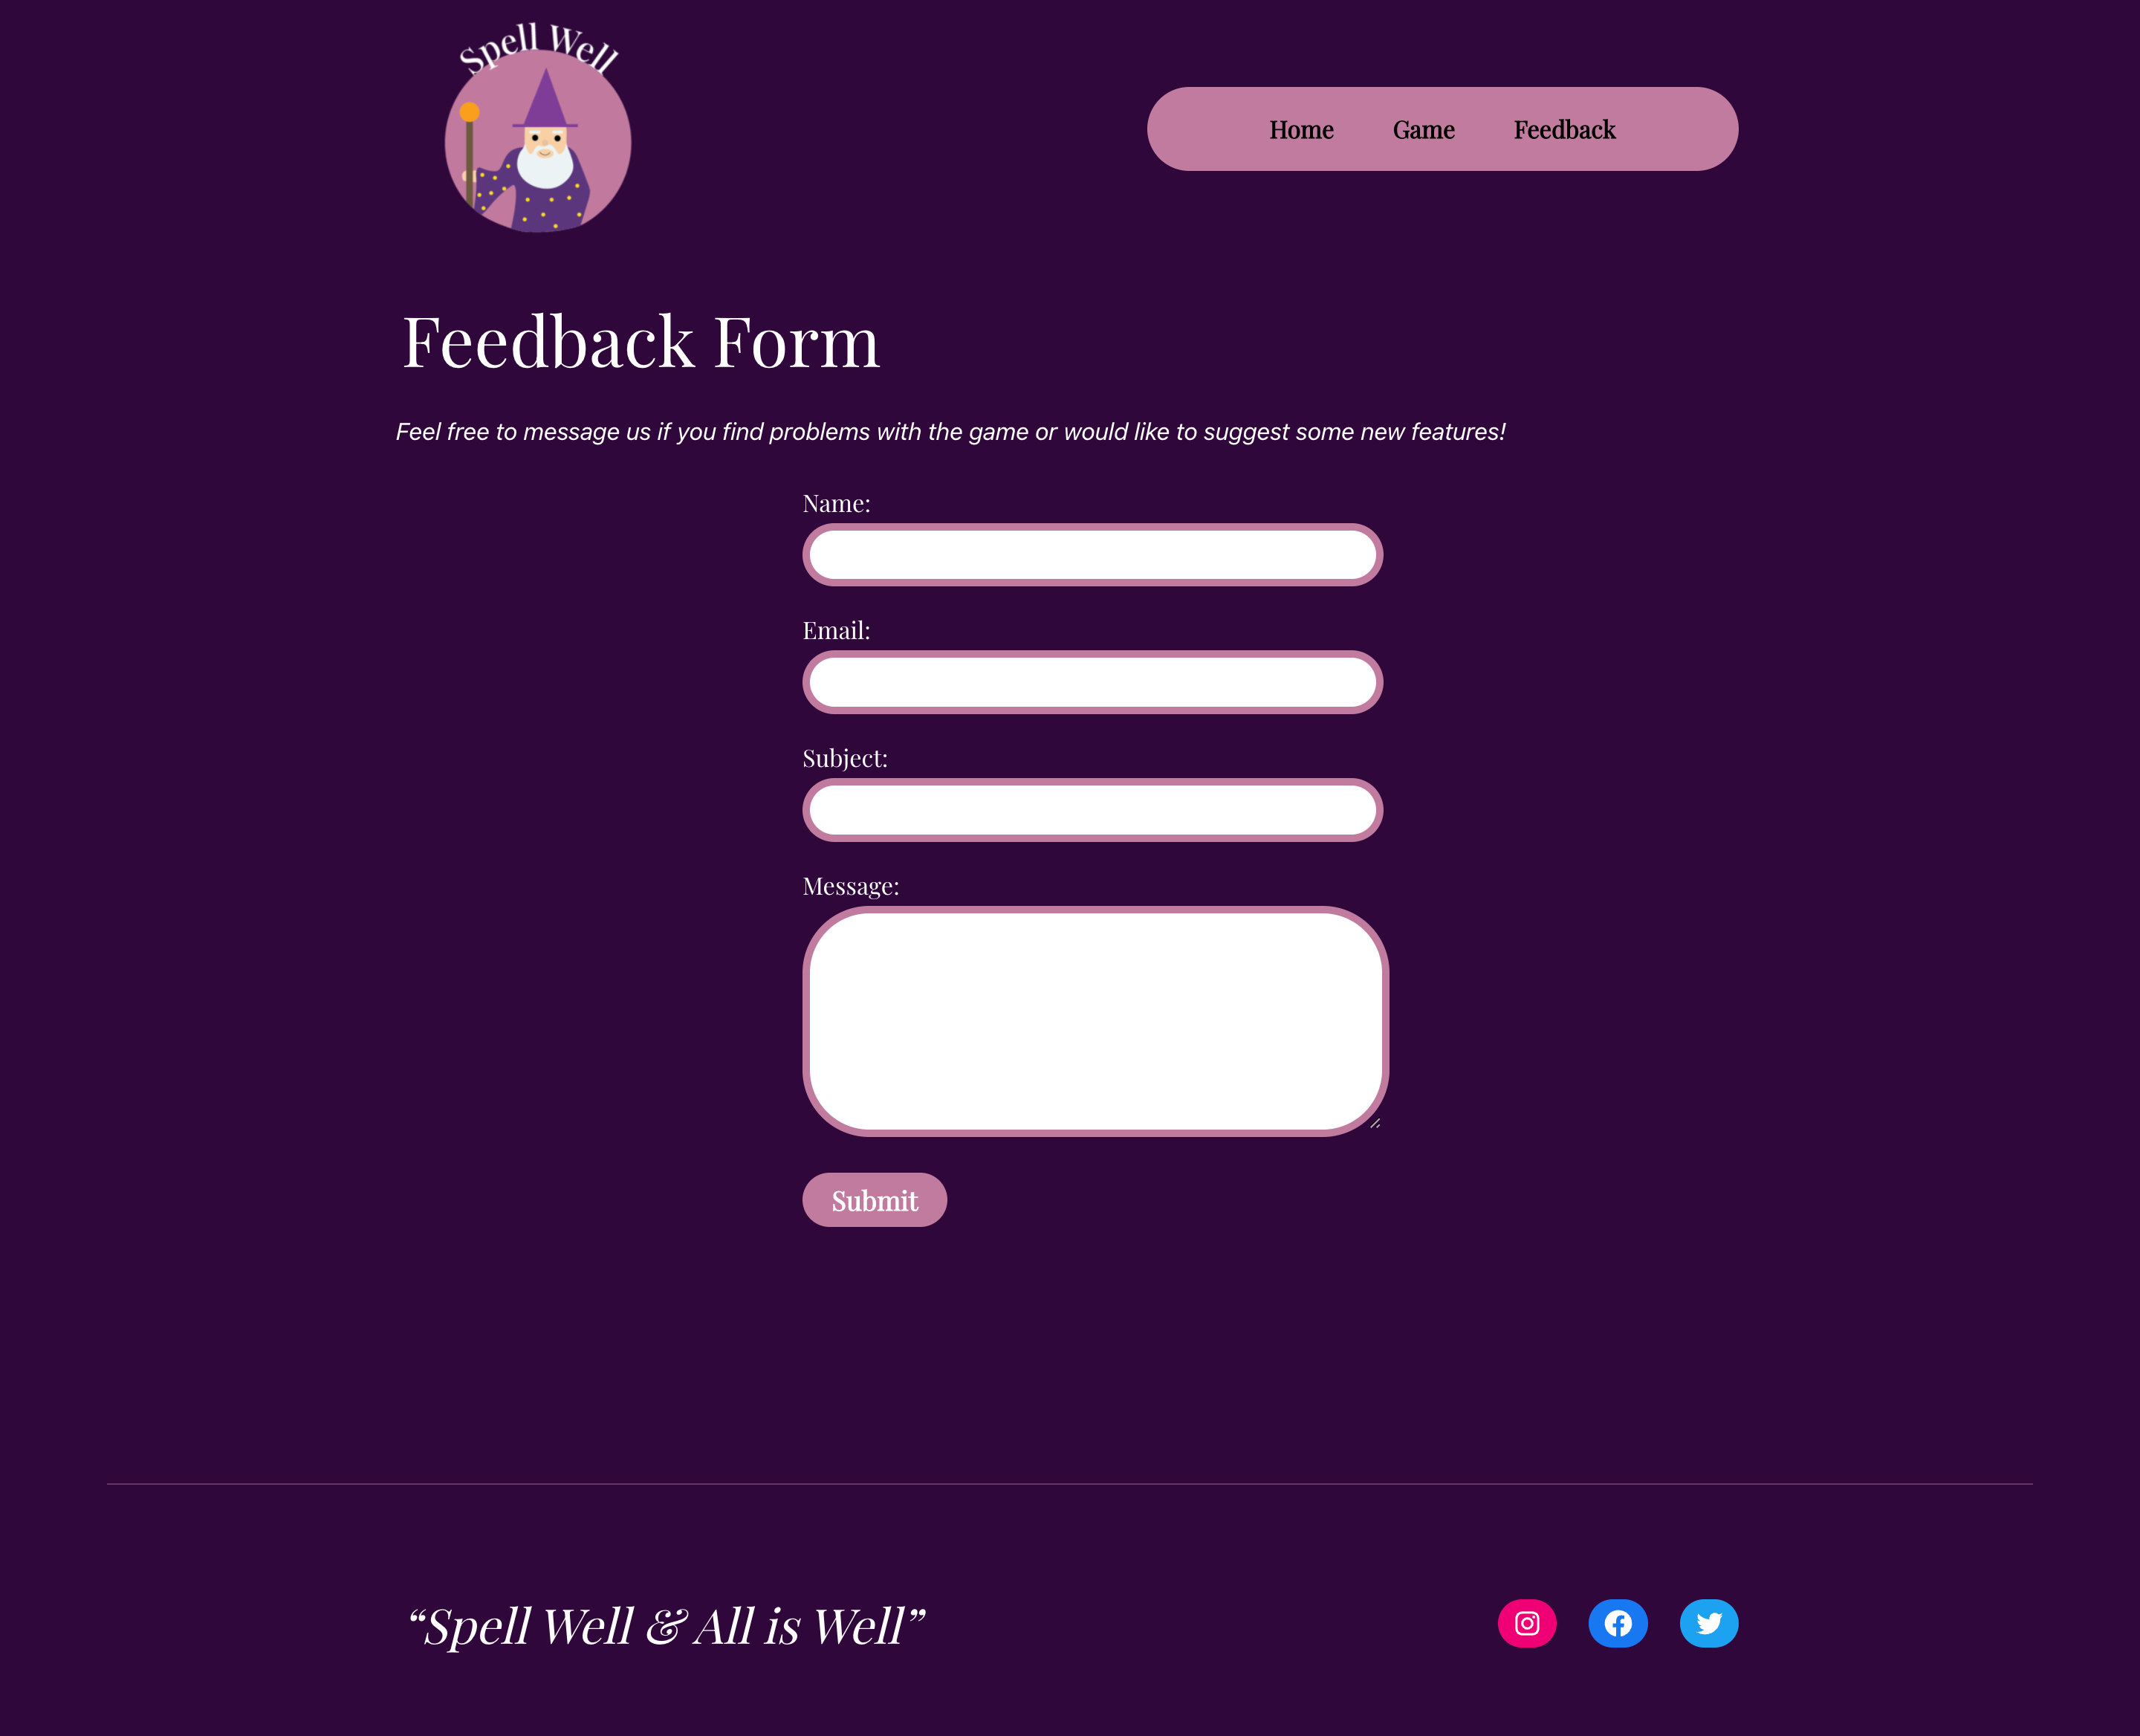 Spell Well
Home Game Feedback
Feedback Form
Feel free to message us if you find problems with the game or would like to suggest some new features!
Name:
Email:
Subject:
Message:
Submit
“Spell Well & All is Well”